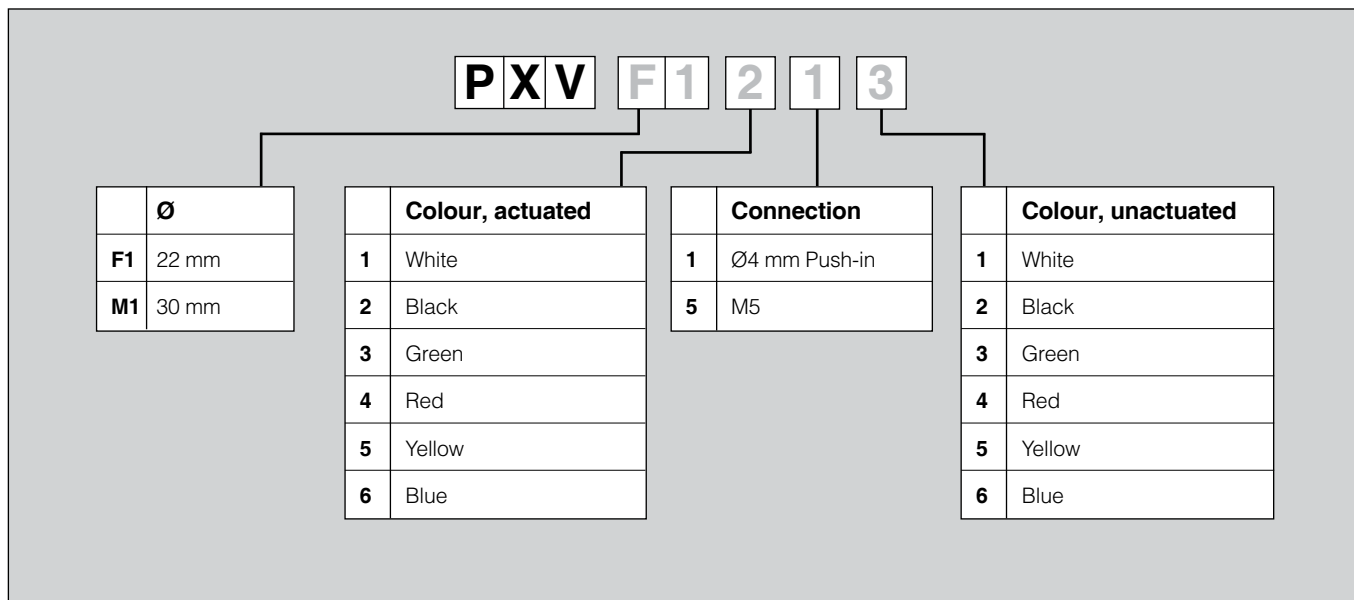 PXV F1 2 1 3
Ø
F1 22 mm
M1 30 mm
Colour, actuated
1 White
2 Black
3 Green
4 Red
5 Yellow
6 Blue
Connection
1 Ø4 mm Push-in
5 M5
Colour, unactuated
1 White
2 Black
3 Green
4 Red
5 Yellow
6 Blue